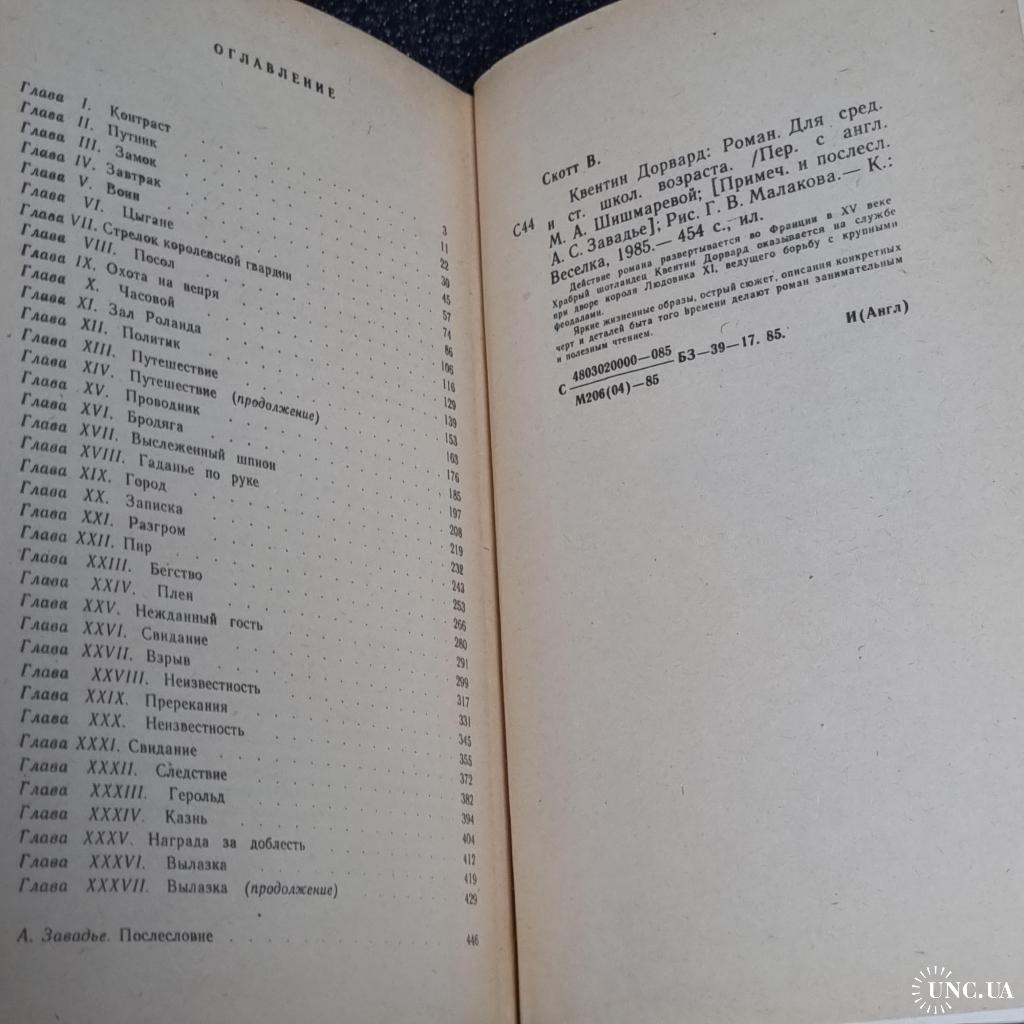 ОГЛАВЛЕНИЕ
Глава I. Контраст 3
Глава II. Путник 11
Глава III. Замок 22
Глава IV. Завтрак 30
Глава V. Воин 45
Глава VI. Цыгане 57
Глава VII. Стрелок королевской гвардии 74
Глава VIII. Посол 86
Глава IX. Охота на вепря 106
Глава X. Часовой 116
Глава XI. Зал Роланда 129
Глава XII. Политик 139
Глава XIII. Путешествие 153
Глава XIV. Путешествие (продолжение) 163
Глава XV. Проводник 176
Глава XVI. Бродяга 185
Глава XVII. Выслеженный шпион 197
Глава XVIII. Гаданье по руке 208
Глава XIX. Город 219
Глава XX. Записка 232
Глава XXI. Разгром 243
Глава XXII. Пир 253
Глава XXIII. Бегство 266
Глава XXIV. Плен 280
Глава XXV. Нежданный гость 291
Глава XXVI. Свидание 299
Глава XXVII. Взрыв 317
Глава XXVIII. Неизвестность 331
Глава XXIX. Пререкания 345
Глава XXX. Неизвестность 355
Глава XXXI. Свидание 372
Глава XXXII. Следствие 382
Глава XXXIII. Герольд 394
Глава XXXIV. Казнь 404
Глава XXXV. Награда за доблесть 412
Глава XXXVI. Вылазка 419
Глава XXXVII. Вылазка (продолжение) 429
А. Завадье. Послесловие 446
Скотт В.
Квентин Дорвард: Роман. Для сред.
С44 и ст. школ. возраста. /Пер. с англ.
М. А. Шишмаревой; [Примеч. и послесл.
А. С. Завадье]; Рис. Г. В. Малакова.— К.:
Веселка, 1985.— 454 с., ил.
Действие романа развертывается во Франции в XV веке
Храбрый шотландец Квентин Дорвард оказывается на службе
при дворе короля Людовика XI, ведущего борьбу с крупными
феодалами.
Яркие жизненные образы, острый сюжет, описания конкретных
черт и деталей быта того времени делают роман занимательным
и полезным чтением.
С 4803020000—085 БЗ—39—17. 85. И(Англ)
М206(04)—85
UNC.UA